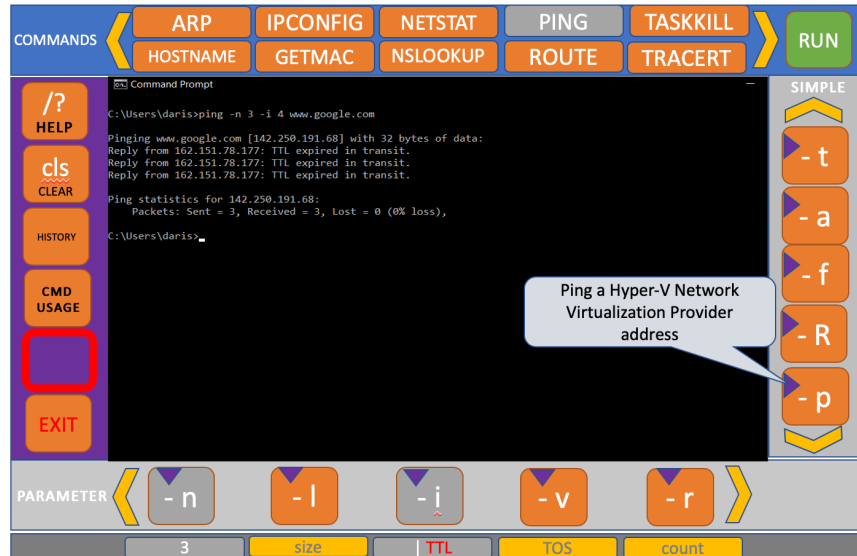 COMMANDS
ARP IPCONFIG NETSTAT PING TASKKILL
HOSTNAME GETMAC NSLOOKUP ROUTE TRACERT
RUN
/?
HELP
cls
CLEAR
HISTORY
CMD
USAGE
EXIT
Command Prompt
C:\Users\daris>ping -n 3 -i 4 www.google.com
Pinging www.google.com [142.250.191.68] with 32 bytes of data:
Reply from 162.151.78.177: TTL expired in transit.
Reply from 162.151.78.177: TTL expired in transit.
Reply from 162.151.78.177: TTL expired in transit.
Ping statistics for 142.250.191.68:
Packets: Sent = 3, Received = 3, Lost = 0 (0% loss),
C:\Users\daris>
Ping a Hyper-V Network
Virtualization Provider
address
SIMPLE
- t
- a
- f
- R
- p
PARAMETER
- n - l - i - v - r
3 size TTL TOS count